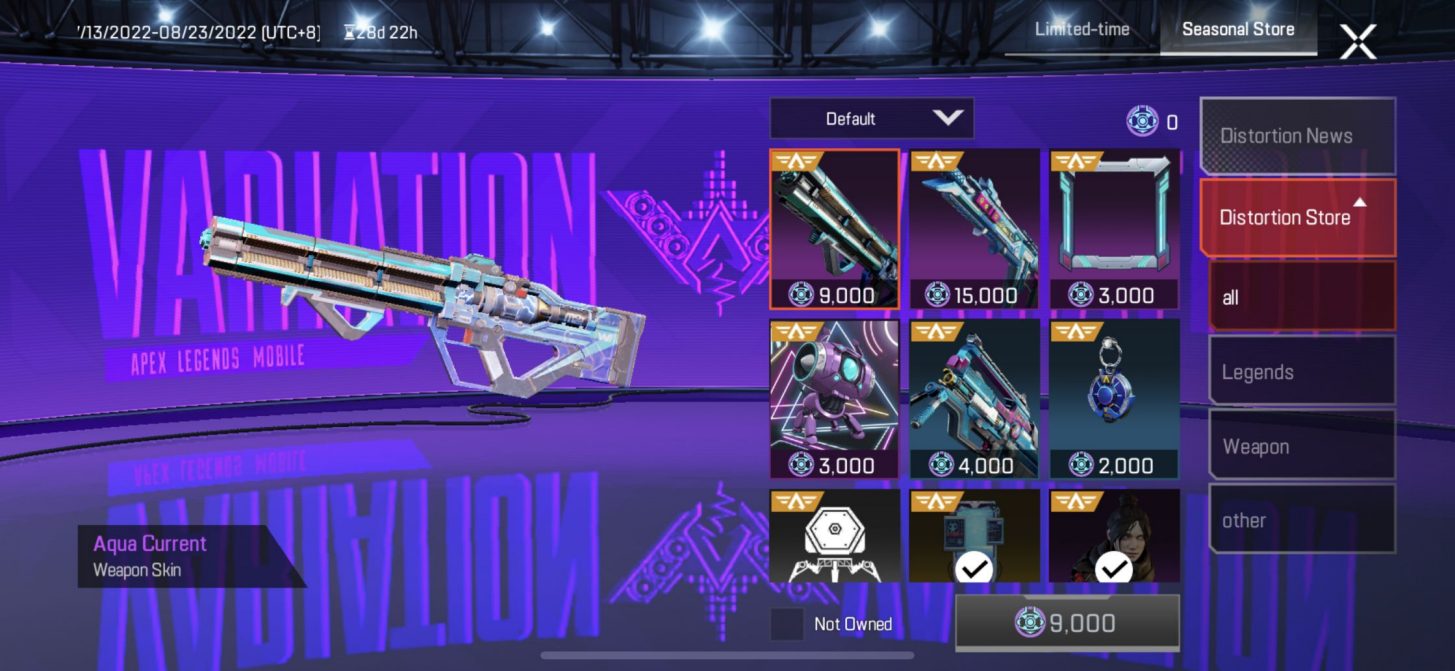 /13/2022-08/23/2022 (UTC+8)
28d 22h
Limited-time
Seasonal Store
Default
0
Distortion News
Distortion Store
all
Legends
Weapon
other
VARIATION
APEX LEGENDS MOBILE
9,000
15,000
3,000
3,000
4,000
2,000
Aqua Current
Weapon Skin
Not Owned
9,000